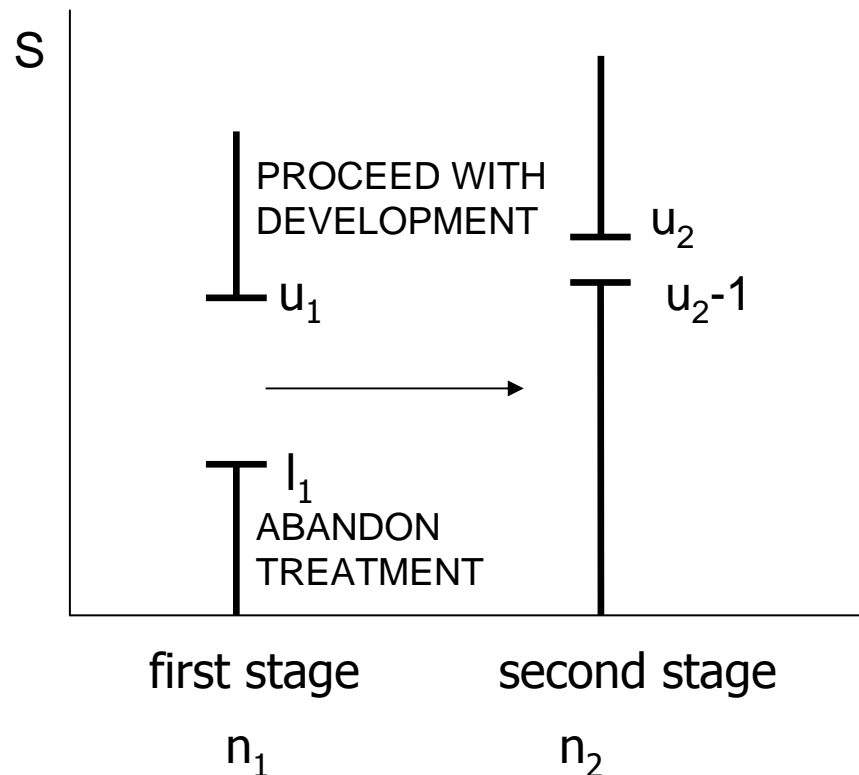 S
PROCEED WITH
DEVELOPMENT
u₂
u₁
u₂-1
l₁
ABANDON
TREATMENT
first stage second stage
n₁ n₂